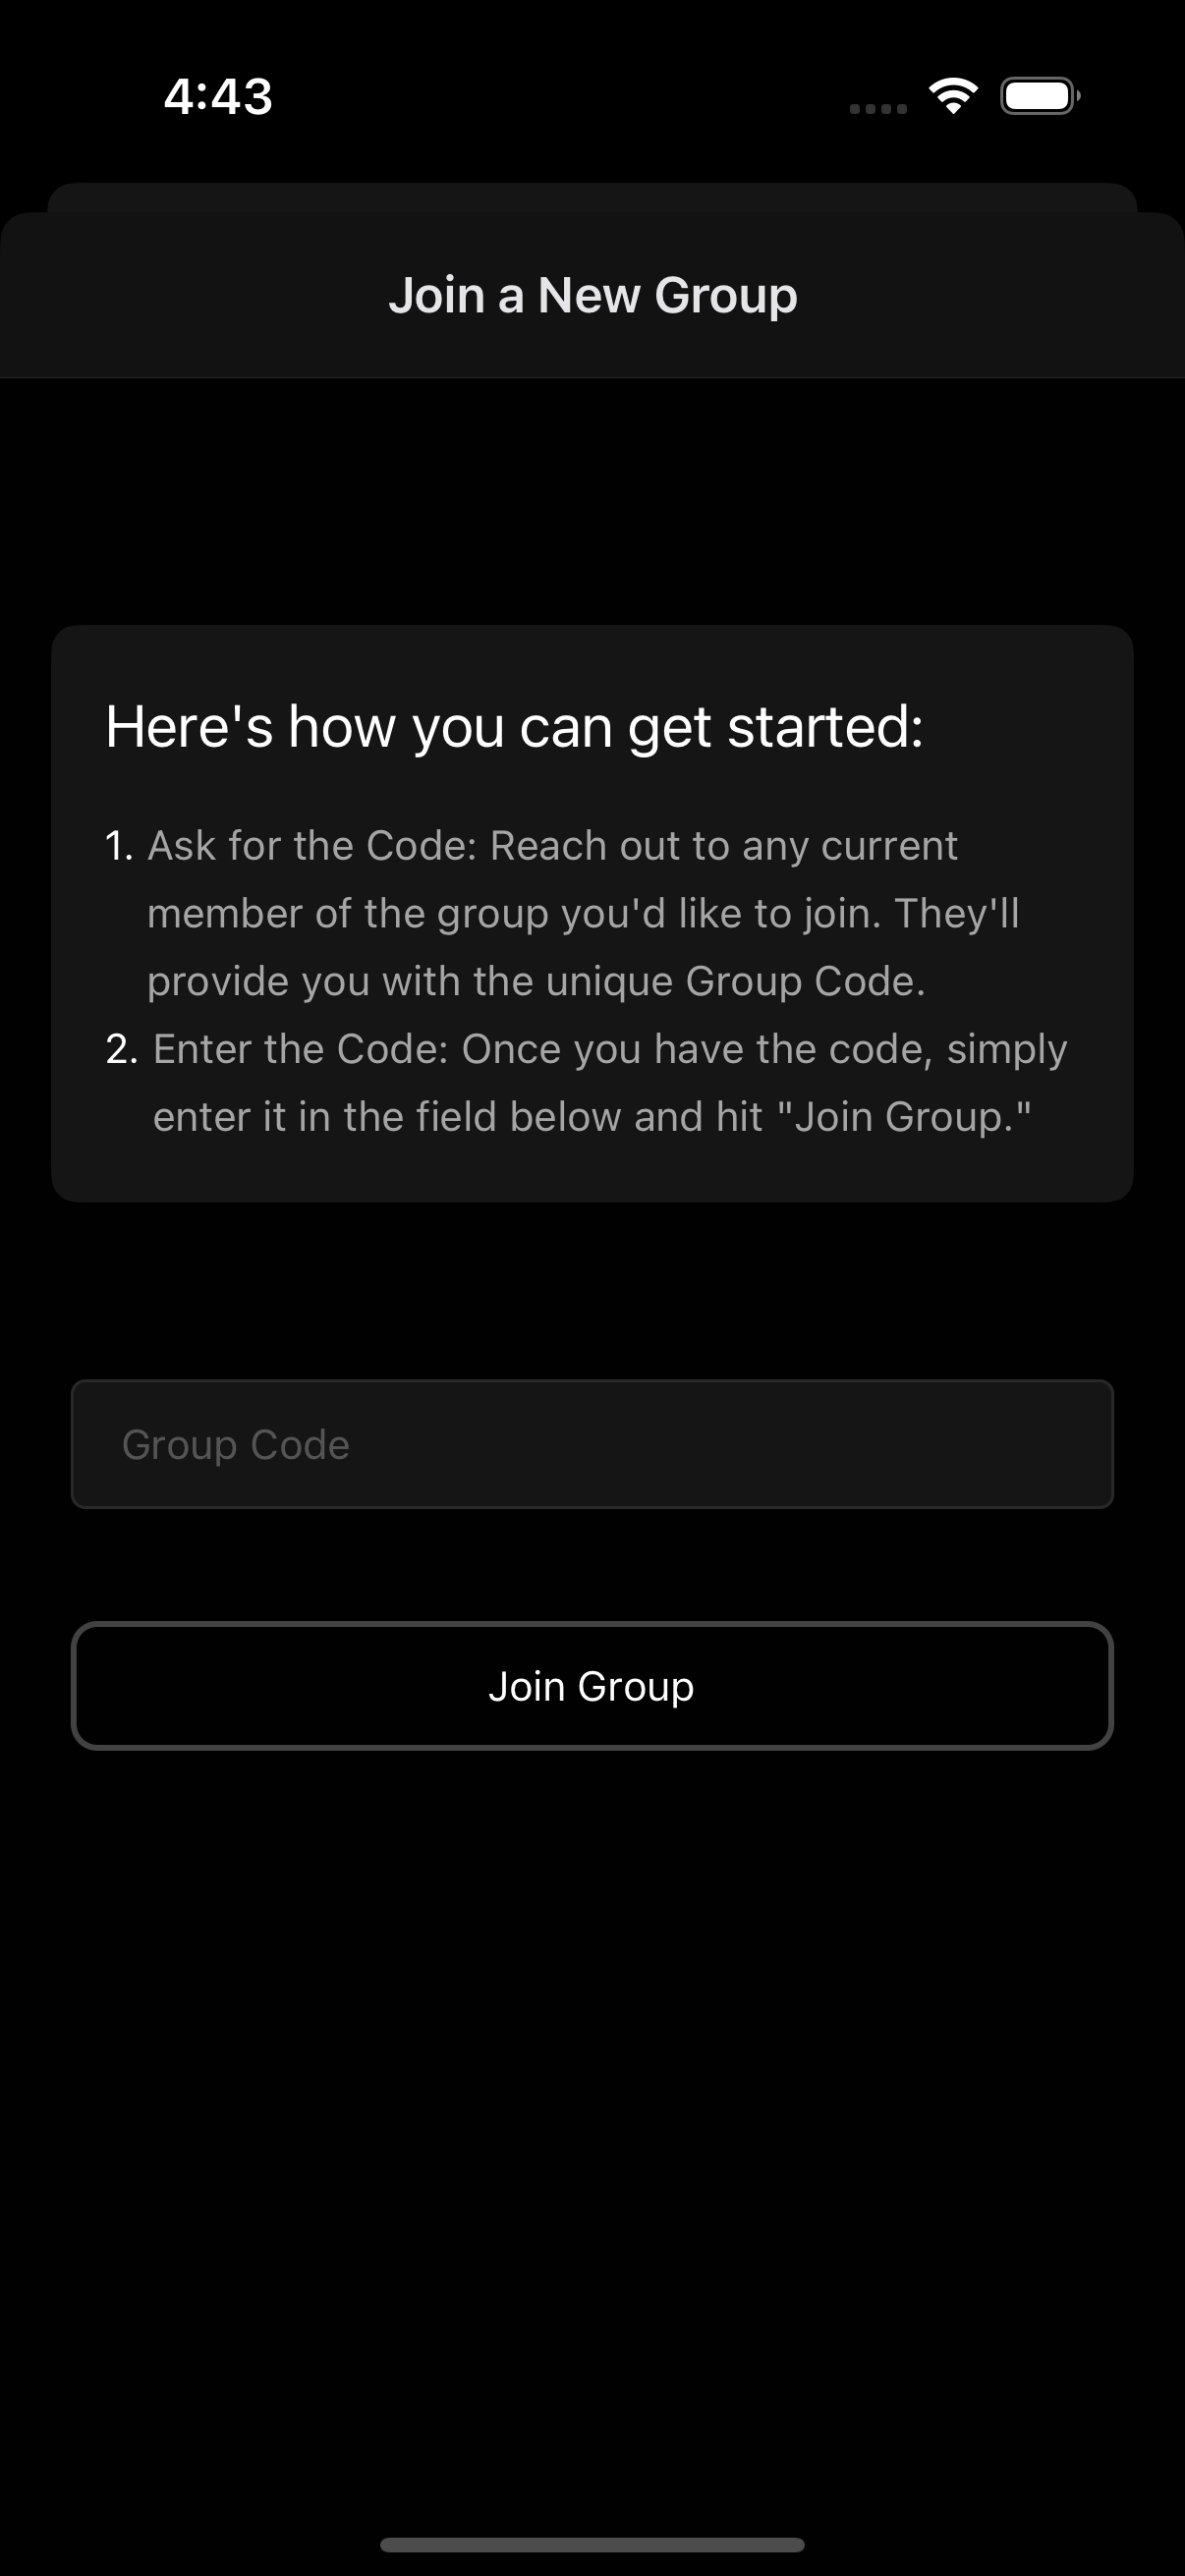 4:43
Join a New Group
Here's how you can get started:
1. Ask for the Code: Reach out to any current
member of the group you'd like to join. They'll
provide you with the unique Group Code.
2. Enter the Code: Once you have the code, simply
enter it in the field below and hit "Join Group."
Group Code
Join Group